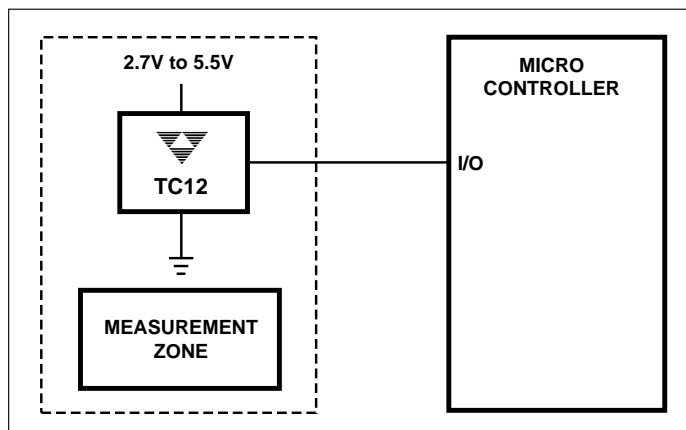 2.7V to 5.5V
TC12
MEASUREMENT
ZONE
MICRO
CONTROLLER
I/O